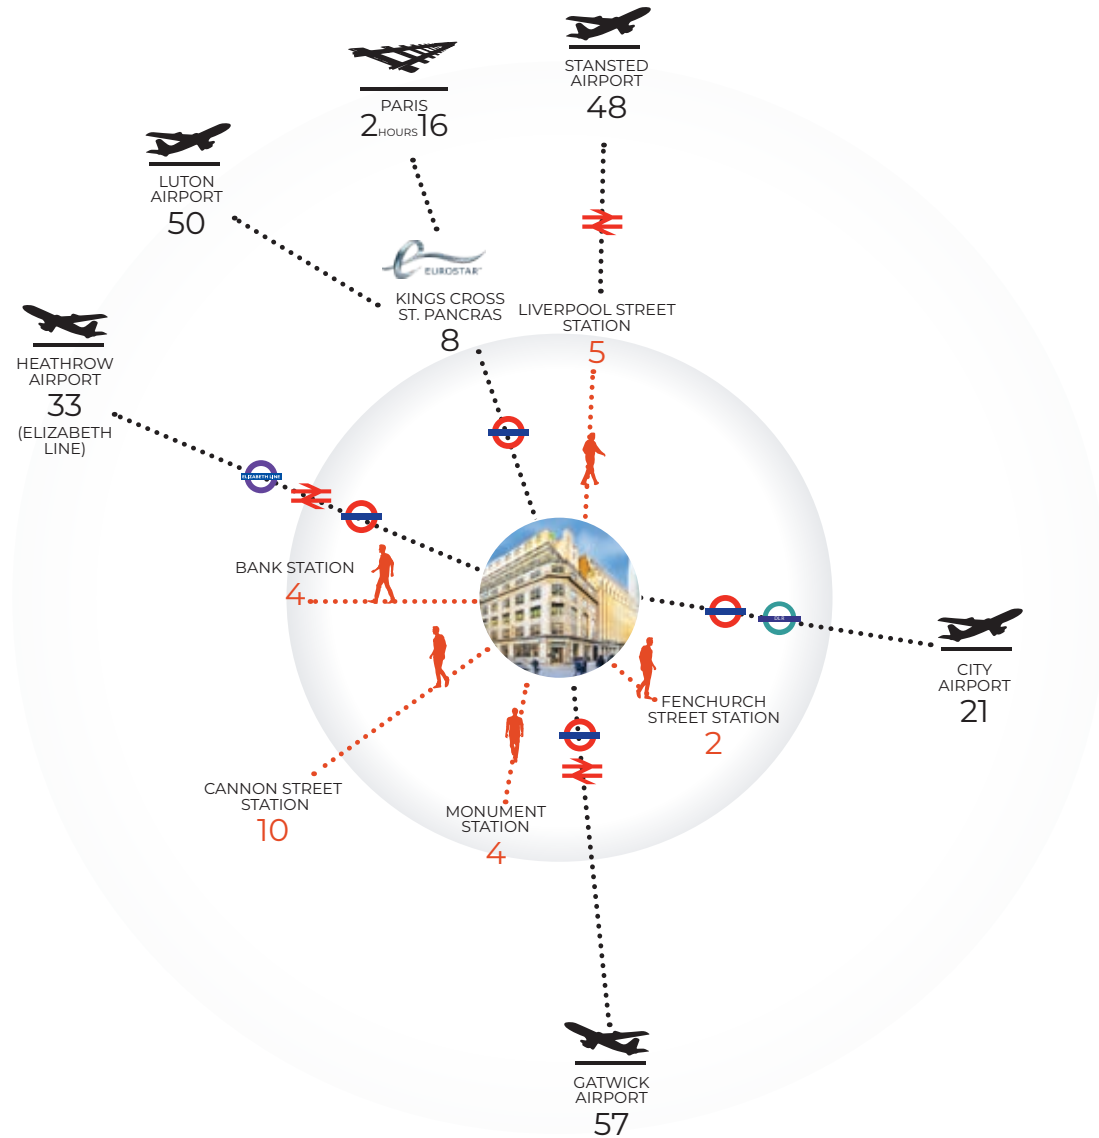 STANSTED
AIRPORT
48
PARIS
2HOURS16
LUTON
AIRPORT
50
EUROSTAR™
KINGS CROSS
ST. PANCRAS
8
LIVERPOOL STREET
STATION
5
HEATHROW
AIRPORT
33
(ELIZABETH
LINE)
ELIZABETH LINE
BANK STATION
4
DLR
CITY
AIRPORT
21
FENCHURCH
STREET STATION
2
CANNON STREET
STATION
10
MONUMENT
STATION
4
GATWICK
AIRPORT
57